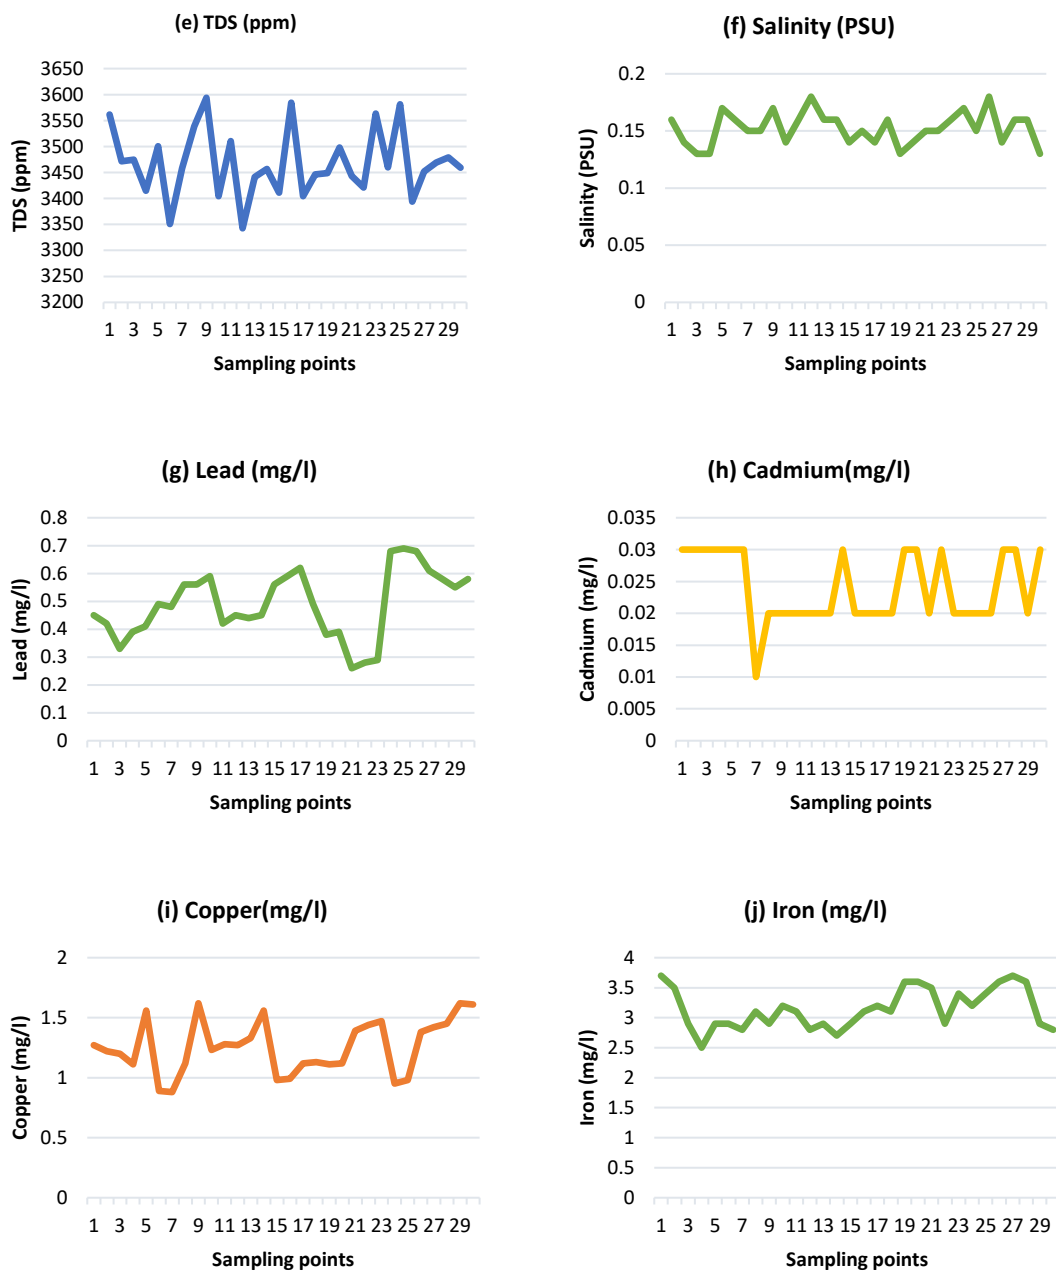 (e) TDS (ppm)
3650
3600
3550
3500
3450
3400
3350
3300
3250
3200
TDS (ppm)
1 3 5 7 9 11 13 15 17 19 21 23 25 27 29
Sampling points
(f) Salinity (PSU)
0.2
0.15
0.1
0.05
0
Salinity (PSU)
1 3 5 7 9 11 13 15 17 19 21 23 25 27 29
Sampling points
(g) Lead (mg/l)
0.8
0.7
0.6
0.5
0.4
0.3
0.2
0.1
0
Lead (mg/l)
1 3 5 7 9 11 13 15 17 19 21 23 25 27 29
Sampling points
(h) Cadmium(mg/l)
0.035
0.03
0.025
0.02
0.015
0.01
0.005
0
Cadmium (mg/l)
1 3 5 7 9 11 13 15 17 19 21 23 25 27 29
Sampling points
(i) Copper(mg/l)
2
1.5
1
0.5
0
Copper (mg/l)
1 3 5 7 9 11 13 15 17 19 21 23 25 27 29
Sampling points
(j) Iron (mg/l)
4
3.5
3
2.5
2
1.5
1
0.5
0
Iron (mg/l)
1 3 5 7 9 11 13 15 17 19 21 23 25 27 29
Sampling points